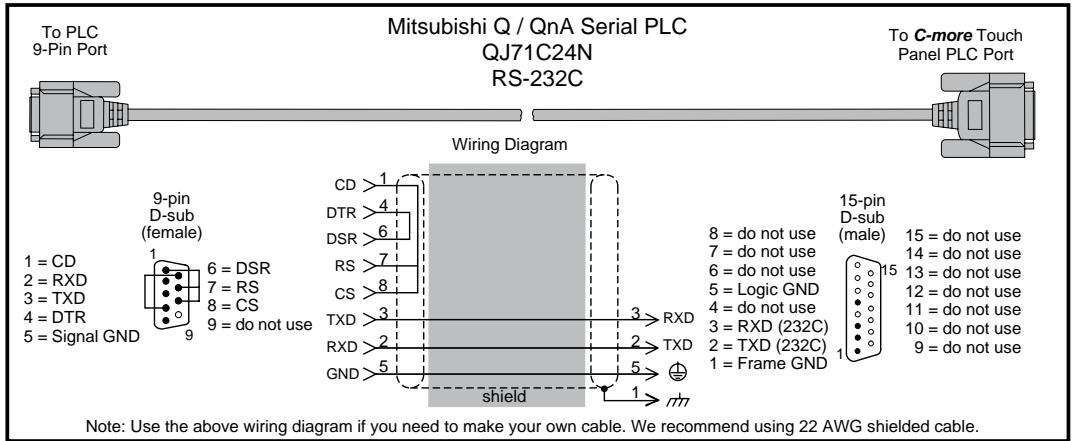 To PLC
9-Pin Port
Mitsubishi Q / QnA Serial PLC
QJ71C24N
RS-232C
To C-more Touch
Panel PLC Port
Wiring Diagram
9-pin
D-sub
(female)
1
9
1 = CD
2 = RXD
3 = TXD
4 = DTR
5 = Signal GND
6 = DSR
7 = RS
8 = CS
9 = do not use
CD 1
DTR 4
DSR 6
RS 7
CS 8
TXD 3
RXD 2
GND 5
shield
3 RXD
2 TXD
5
1
8 = do not use
7 = do not use
6 = do not use
5 = Logic GND
4 = do not use
3 = RXD (232C)
2 = TXD (232C)
1 = Frame GND
15-pin
D-sub
(male)
15
1
15 = do not use
14 = do not use
13 = do not use
12 = do not use
11 = do not use
10 = do not use
9 = do not use
Note: Use the above wiring diagram if you need to make your own cable. We recommend using 22 AWG shielded cable.